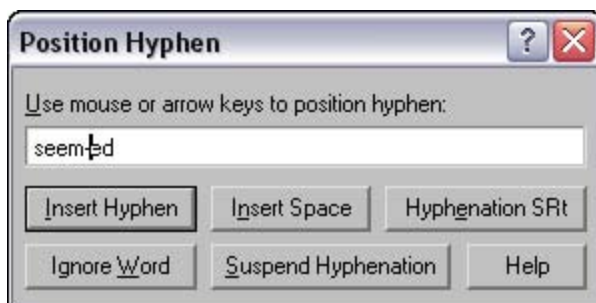 Position Hyphen
Use mouse or arrow keys to position hyphen:
seem-ed
Insert Hyphen Insert Space Hyphenation SRt
Ignore Word Suspend Hyphenation Help